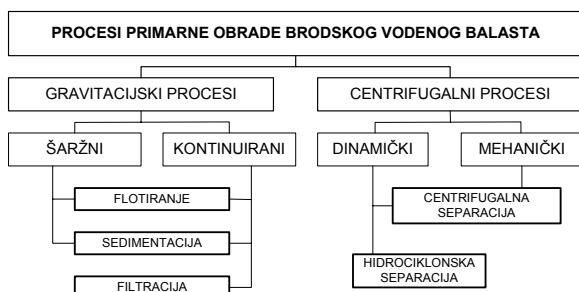 PROCESI PRIMARNE OBRADE BRODSKOG VODENOG BALASTA
GRAVITACIJSKI PROCESI
CENTRIFUGALNI PROCESI
ŠARŽNI
KONTINUIRANI
DINAMIČKI
MEHANIČKI
FLOTIRANJE
CENTRIFUGALNA
SEPARACIJA
SEDIMENTACIJA
HIDROCIKLONSKA
SEPARACIJA
FILTRACIJA